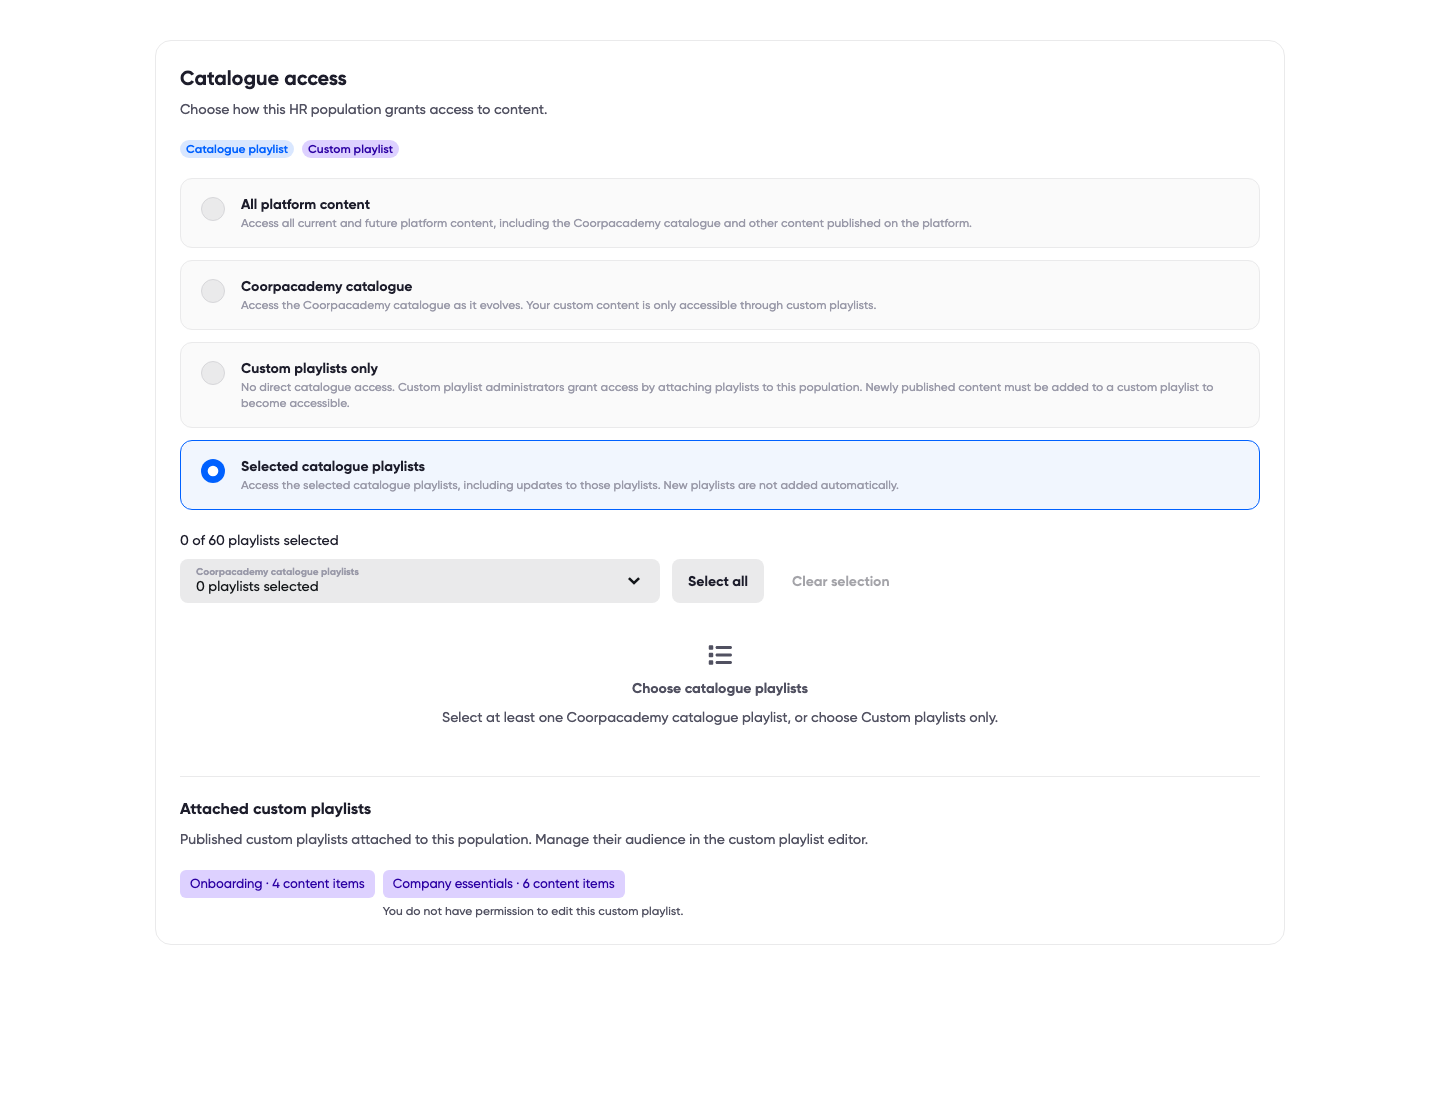 Catalogue access
Choose how this HR population grants access to content.
Catalogue playlist Custom playlist
All platform content
Access all current and future platform content, including the Coorpacademy catalogue and other content published on the platform.
Coorpacademy catalogue
Access the Coorpacademy catalogue as it evolves. Your custom content is only accessible through custom playlists.
Custom playlists only
No direct catalogue access. Custom playlist administrators grant access by attaching playlists to this population. Newly published content must be added to a custom playlist to
become accessible.
Selected catalogue playlists
Access the selected catalogue playlists, including updates to those playlists. New playlists are not added automatically.
0 of 60 playlists selected
Coorpacademy catalogue playlists
0 playlists selected
Select all
Clear selection
Choose catalogue playlists
Select at least one Coorpacademy catalogue playlist, or choose Custom playlists only.
Attached custom playlists
Published custom playlists attached to this population. Manage their audience in the custom playlist editor.
Onboarding · 4 content items Company essentials · 6 content items
You do not have permission to edit this custom playlist.